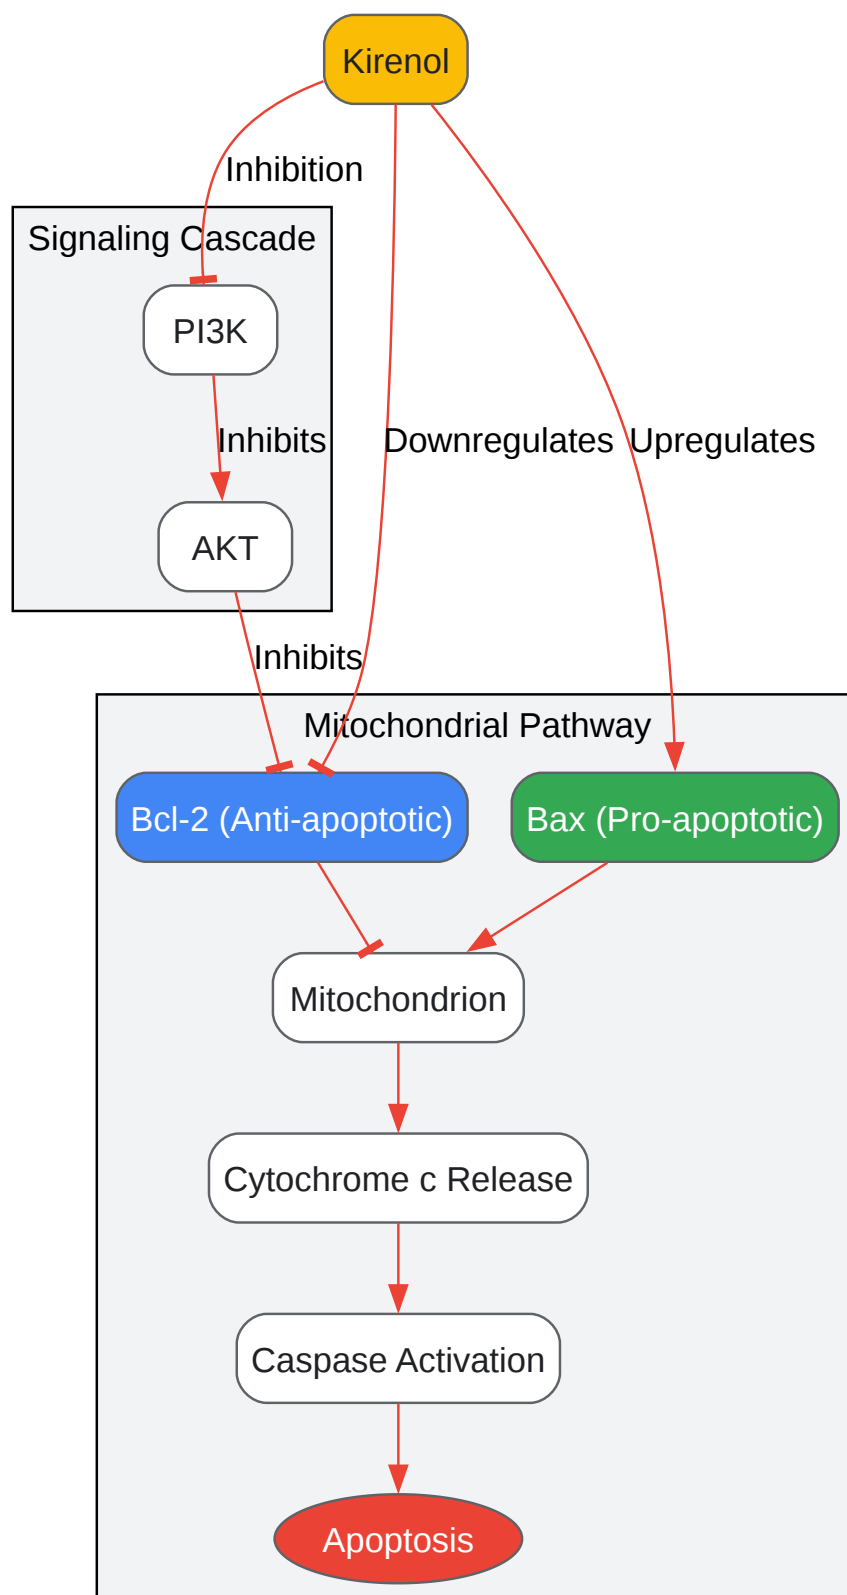 Kirenol
Inhibition
Signaling Cascade
PI3K
Inhibits
Downregulates
Upregulates
AKT
Inhibits
Mitochondrial Pathway
Bcl-2 (Anti-apoptotic)
Bax (Pro-apoptotic)
Mitochondrion
Cytochrome c Release
Caspase Activation
Apoptosis